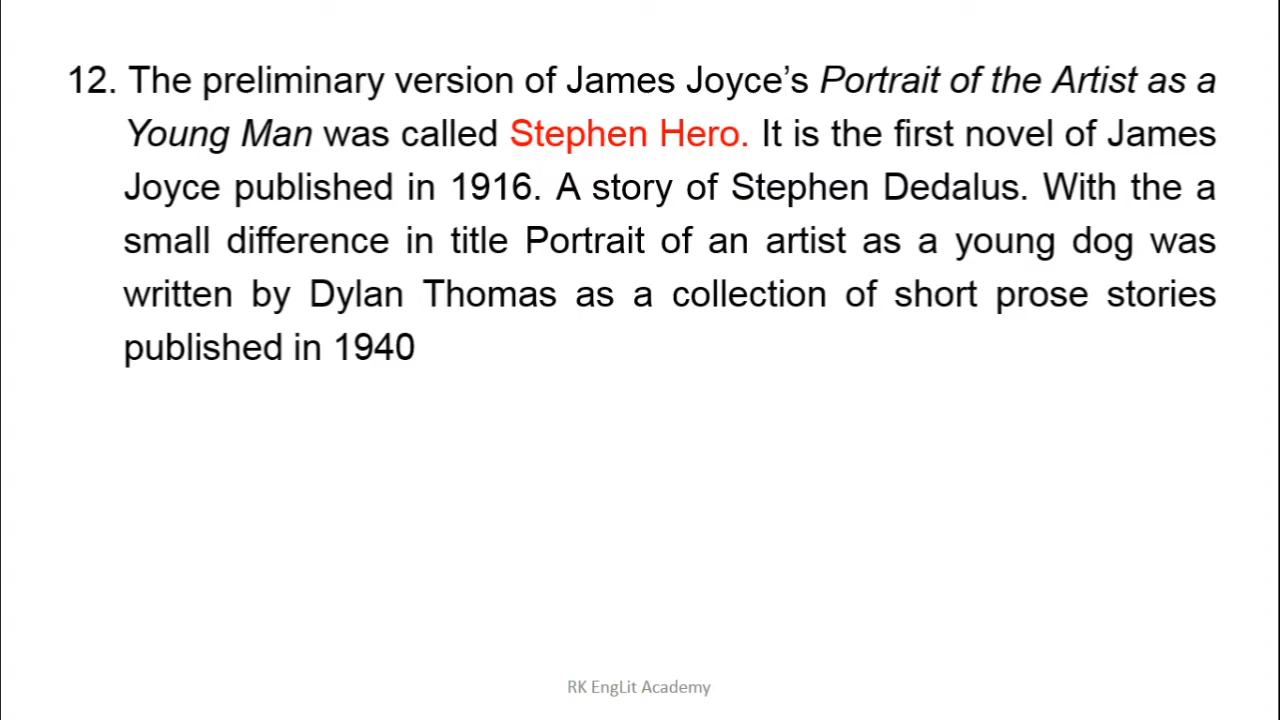 12. The preliminary version of James Joyce’s Portrait of the Artist as a
Young Man was called Stephen Hero. It is the first novel of James
Joyce published in 1916. A story of Stephen Dedalus. With the a
small difference in title Portrait of an artist as a young dog was
written by Dylan Thomas as a collection of short prose stories
published in 1940
RK EngLit Academy